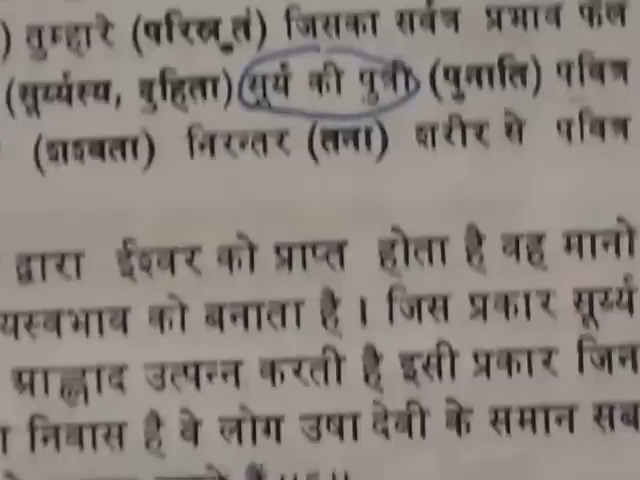 ) तुम्हारे (परिस्रुतं) जिसका सर्वत्र प्रभाव फैल
(सूर्य्यस्य, दुहिता) सूर्य की पुत्री (पुनाति) पवित्र
(शश्वता) निरन्तर (तना) शरीर से पवित्र
द्वारा ईश्वर को प्राप्त होता है वह मानो
यस्वभाव को बनाता है। जिस प्रकार सूर्य्य
आह्लाद उत्पन्न करती है इसी प्रकार जिन
निवास है वे लोग उषा देवी के समान सब